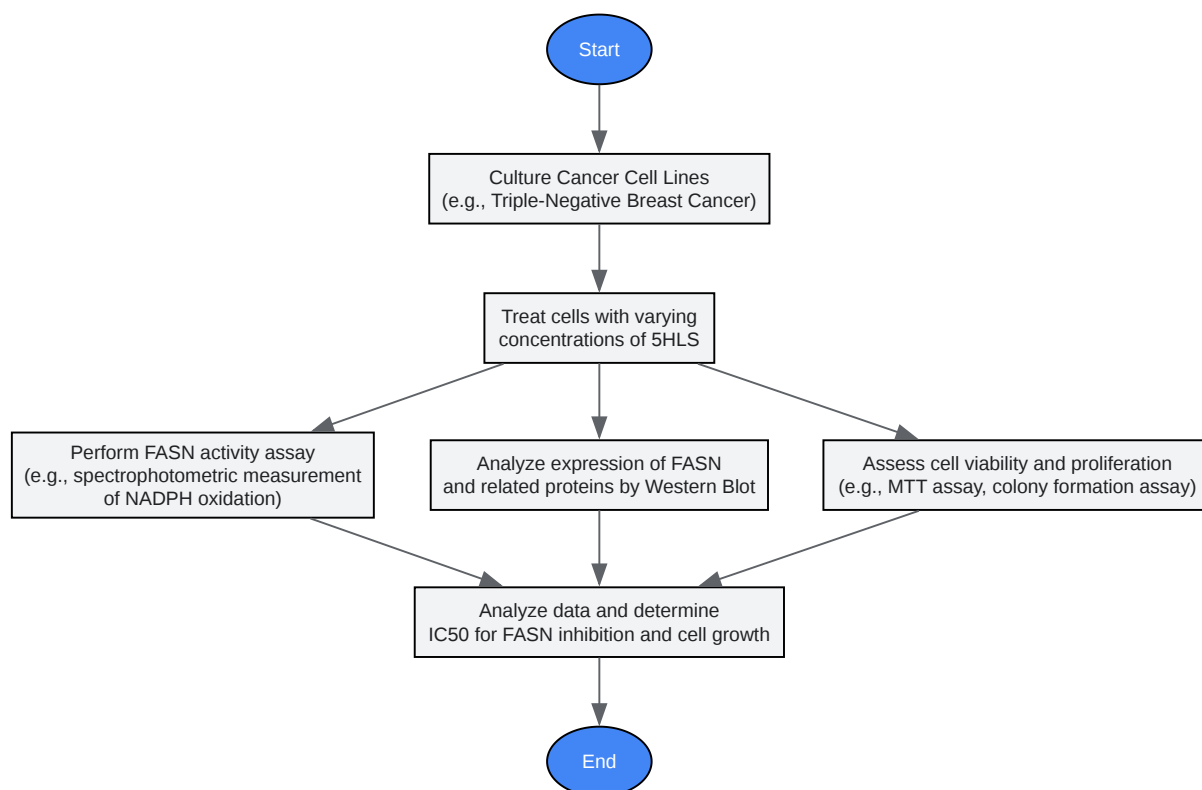 Start
Culture Cancer Cell Lines
(e.g., Triple-Negative Breast Cancer)
Treat cells with varying
concentrations of 5HLS
Perform FASN activity assay
(e.g., spectrophotometric measurement
of NADPH oxidation)
Analyze expression of FASN
and related proteins by Western Blot
Assess cell viability and proliferation
(e.g., MTT assay, colony formation assay)
Analyze data and determine
IC50 for FASN inhibition and cell growth
End